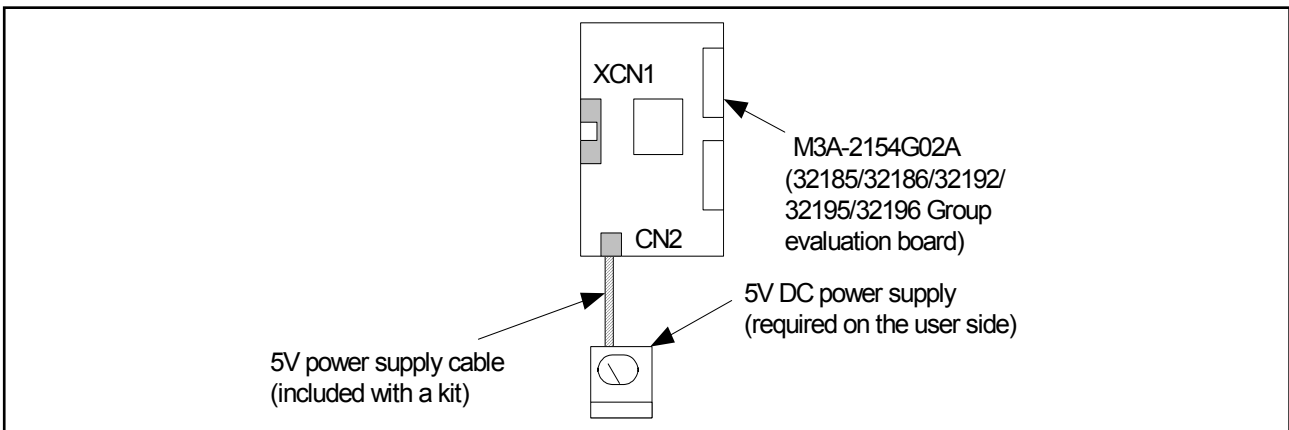 XCN1
M3A-2154G02A
(32185/32186/32192/
32195/32196 Group
evaluation board)
CN2
5V DC power supply
(required on the user side)
5V power supply cable
(included with a kit)